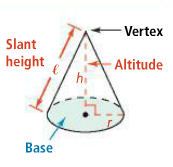 Vertex
Slant
height
ℓ
Altitude
h
r
Base